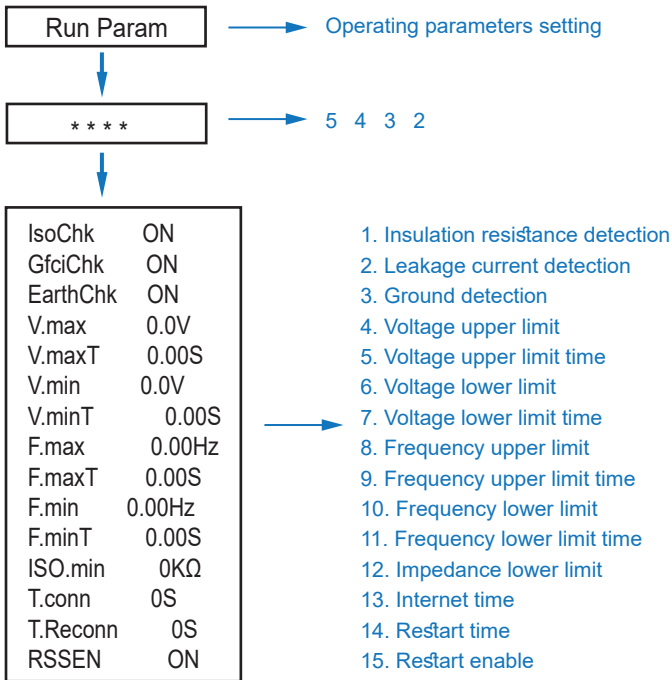 Run Param Operating parameters setting
* * * * 5 4 3 2
IsoChk ON 1. Insulation resistance detection
GfciChk ON 2. Leakage current detection
EarthChk ON 3. Ground detection
V.max 0.0V 4. Voltage upper limit
V.maxT 0.00S 5. Voltage upper limit time
V.min 0.0V 6. Voltage lower limit
V.minT 0.00S 7. Voltage lower limit time
F.max 0.00Hz 8. Frequency upper limit
F.maxT 0.00S 9. Frequency upper limit time
F.min 0.00Hz 10. Frequency lower limit
F.minT 0.00S 11. Frequency lower limit time
ISO.min 0KΩ 12. Impedance lower limit
T.conn 0S 13. Internet time
T.Reconn 0S 14. Restart time
RSSEN ON 15. Restart enable